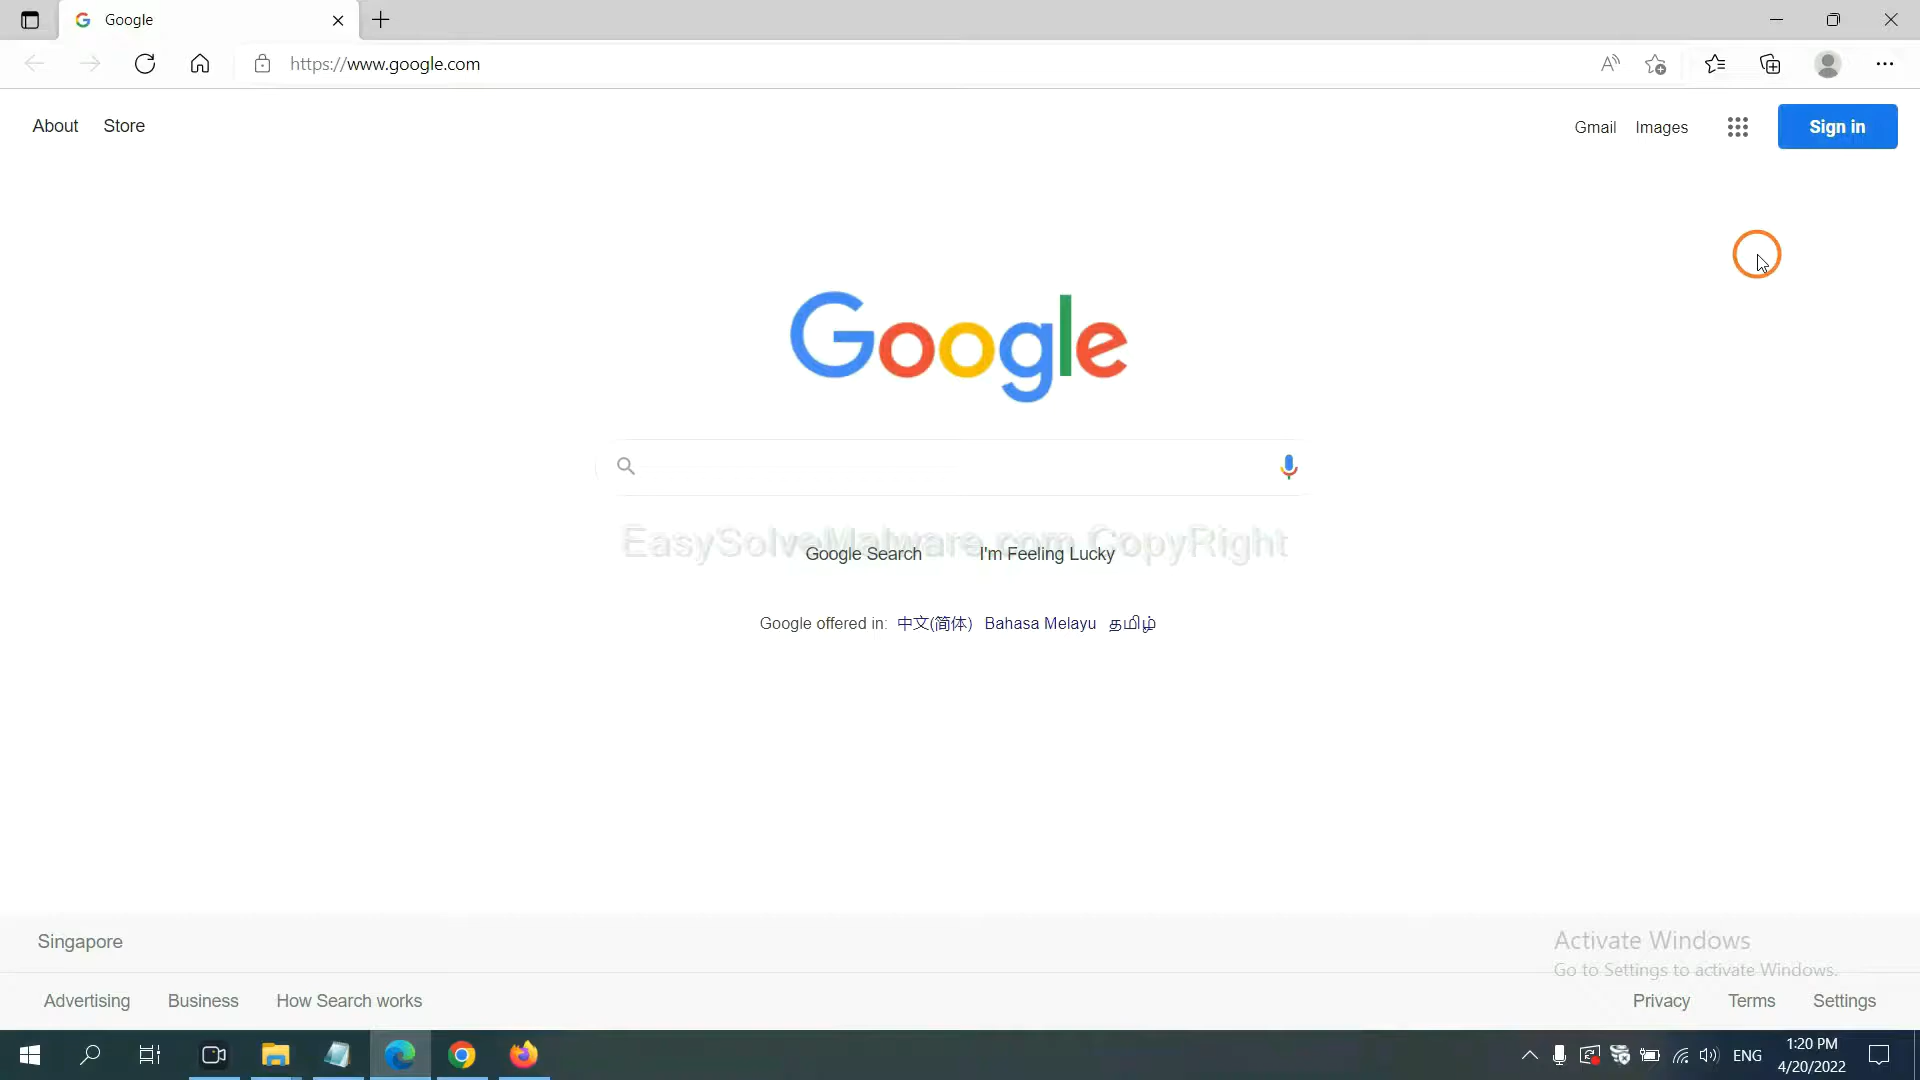 Google
https://www.google.com
About Store
Gmail Images Sign in
Google
EasySolveMalware.com CopyRight
Google Search I'm Feeling Lucky
Google offered in: 中文(简体) Bahasa Melayu தமிழ்
Singapore
Activate Windows
Go to Settings to activate Windows.
Advertising Business How Search works
Privacy Terms Settings
ENG
1:20 PM
4/20/2022